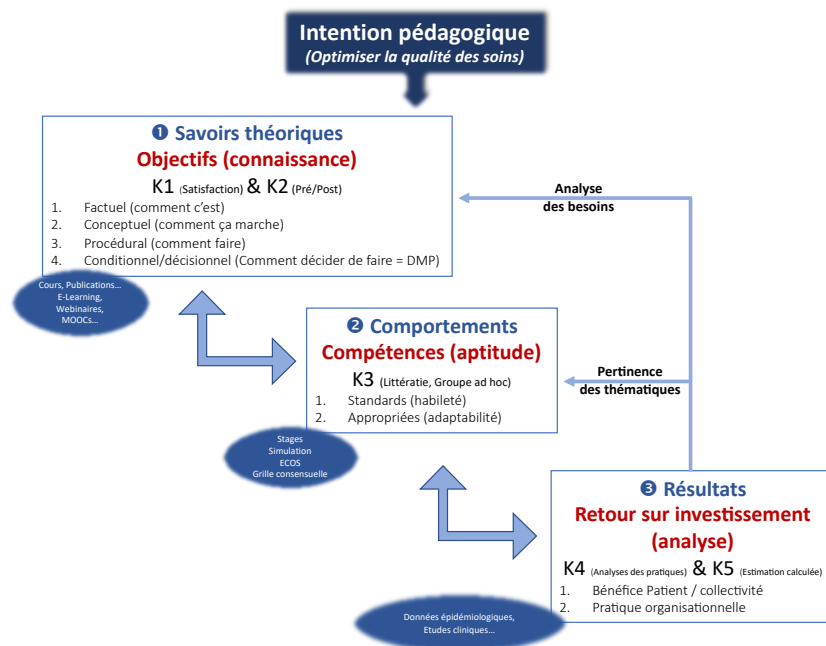 Intention pédagogique
(Optimiser la qualité des soins)
❶ Savoirs théoriques
Objectifs (connaissance)
K1 (Satisfaction) & K2 (Pré/Post)
1. Factuel (comment c'est)
2. Conceptuel (comment ça marche)
3. Procédural (comment faire)
4. Conditionnel/décisionnel (Comment décider de faire = DMP)
Cours, Publications...
E-Learning,
Webinaires,
MOOCs...
Analyse
des besoins
❷ Comportements
Compétences (aptitude)
K3 (Littératie, Groupe ad hoc)
1. Standards (habileté)
2. Appropriées (adaptabilité)
Stages
Simulation
ECOS
Grille consensuelle
Pertinence
des thématiques
❸ Résultats
Retour sur investissement
(analyse)
K4 (Analyses des pratiques) & K5 (Estimation calculée)
1. Bénéfice Patient / collectivité
2. Pratique organisationnelle
Données épidémiologiques,
Etudes cliniques...